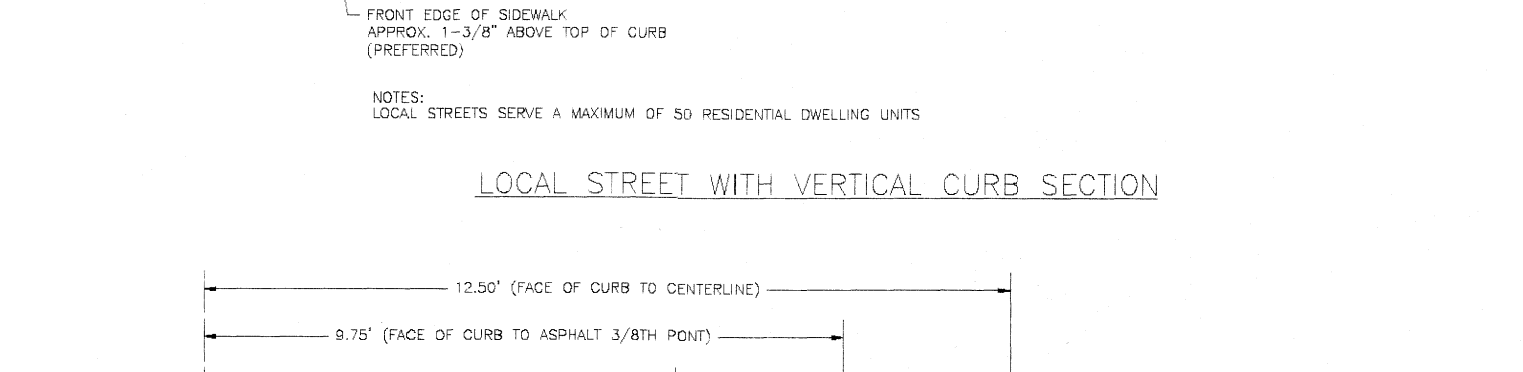 FRONT EDGE OF SIDEWALK
APPROX. 1-3/8" ABOVE TOP OF CURB
(PREFERRED)
NOTES:
LOCAL STREETS SERVE A MAXIMUM OF 50 RESIDENTIAL DWELLING UNITS
LOCAL STREET WITH VERTICAL CURB SECTION
12.50' (FACE OF CURB TO CENTERLINE)
9.75' (FACE OF CURB TO ASPHALT 3/8TH PONT)